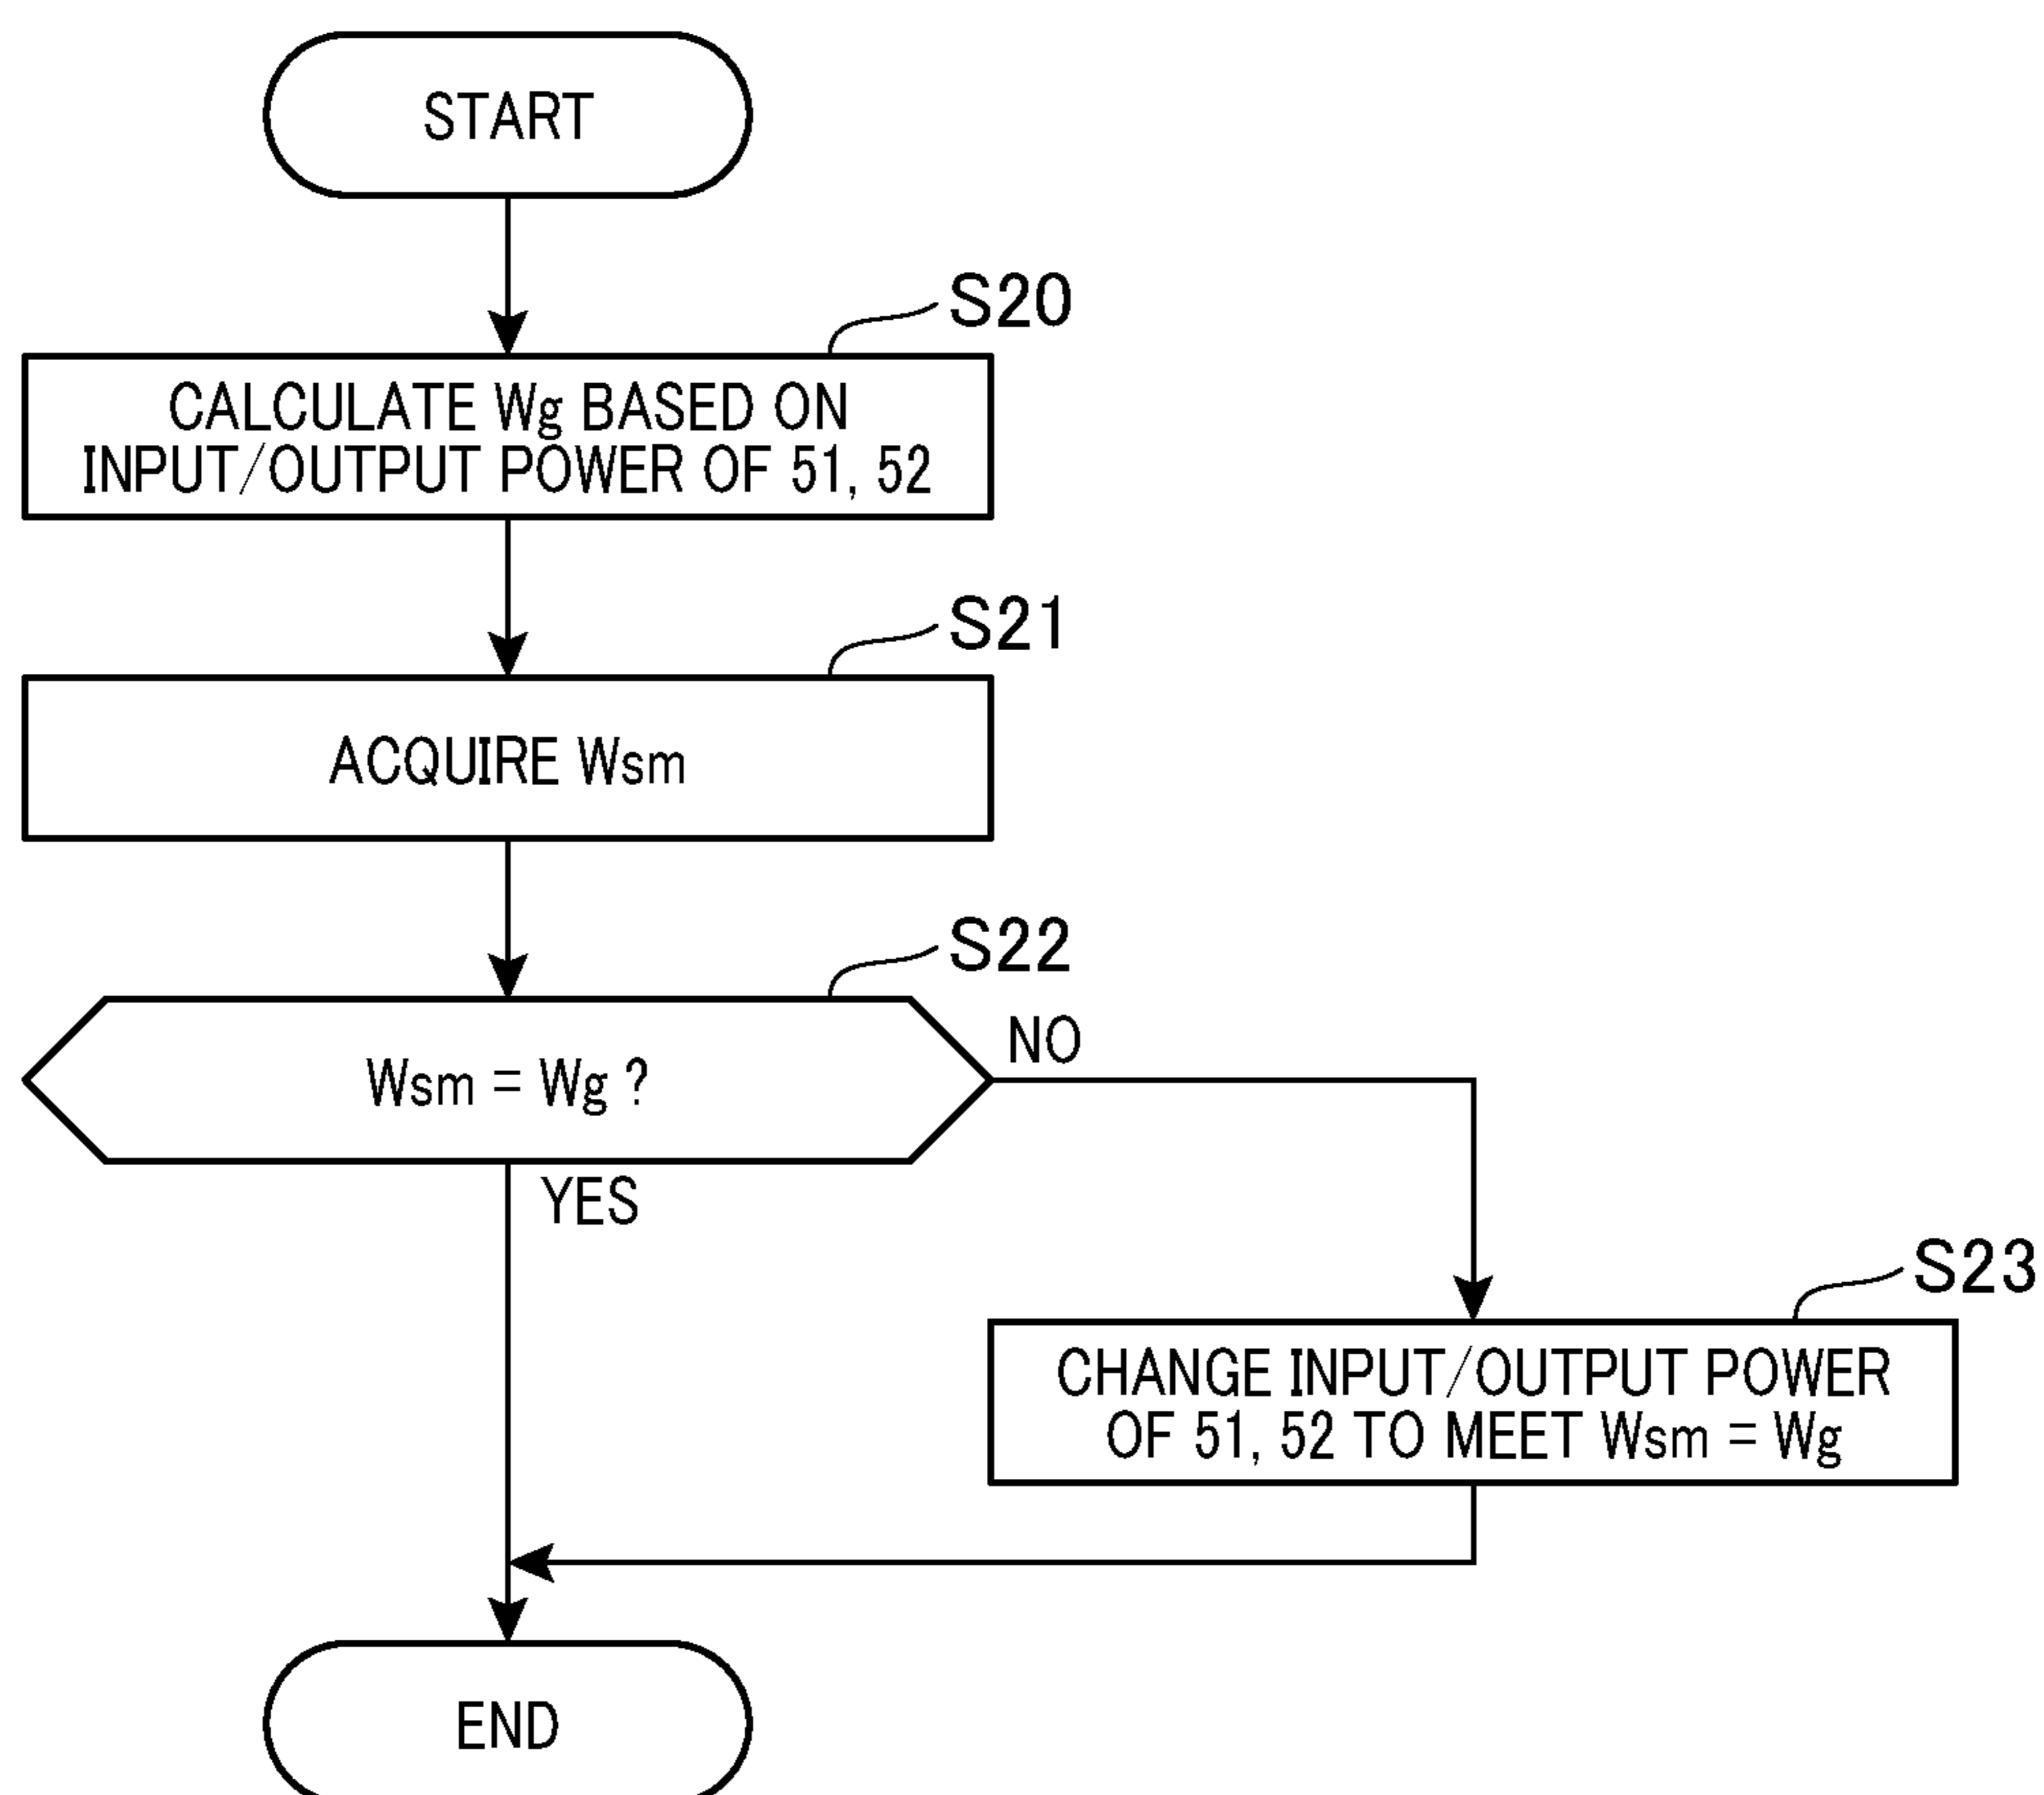 START
S20
CALCULATE Wg BASED ON
INPUT/OUTPUT POWER OF 51, 52
S21
ACQUIRE Wsm
S22
Wsm = Wg ?
NO
YES
S23
CHANGE INPUT/OUTPUT POWER
OF 51, 52 TO MEET Wsm = Wg
END